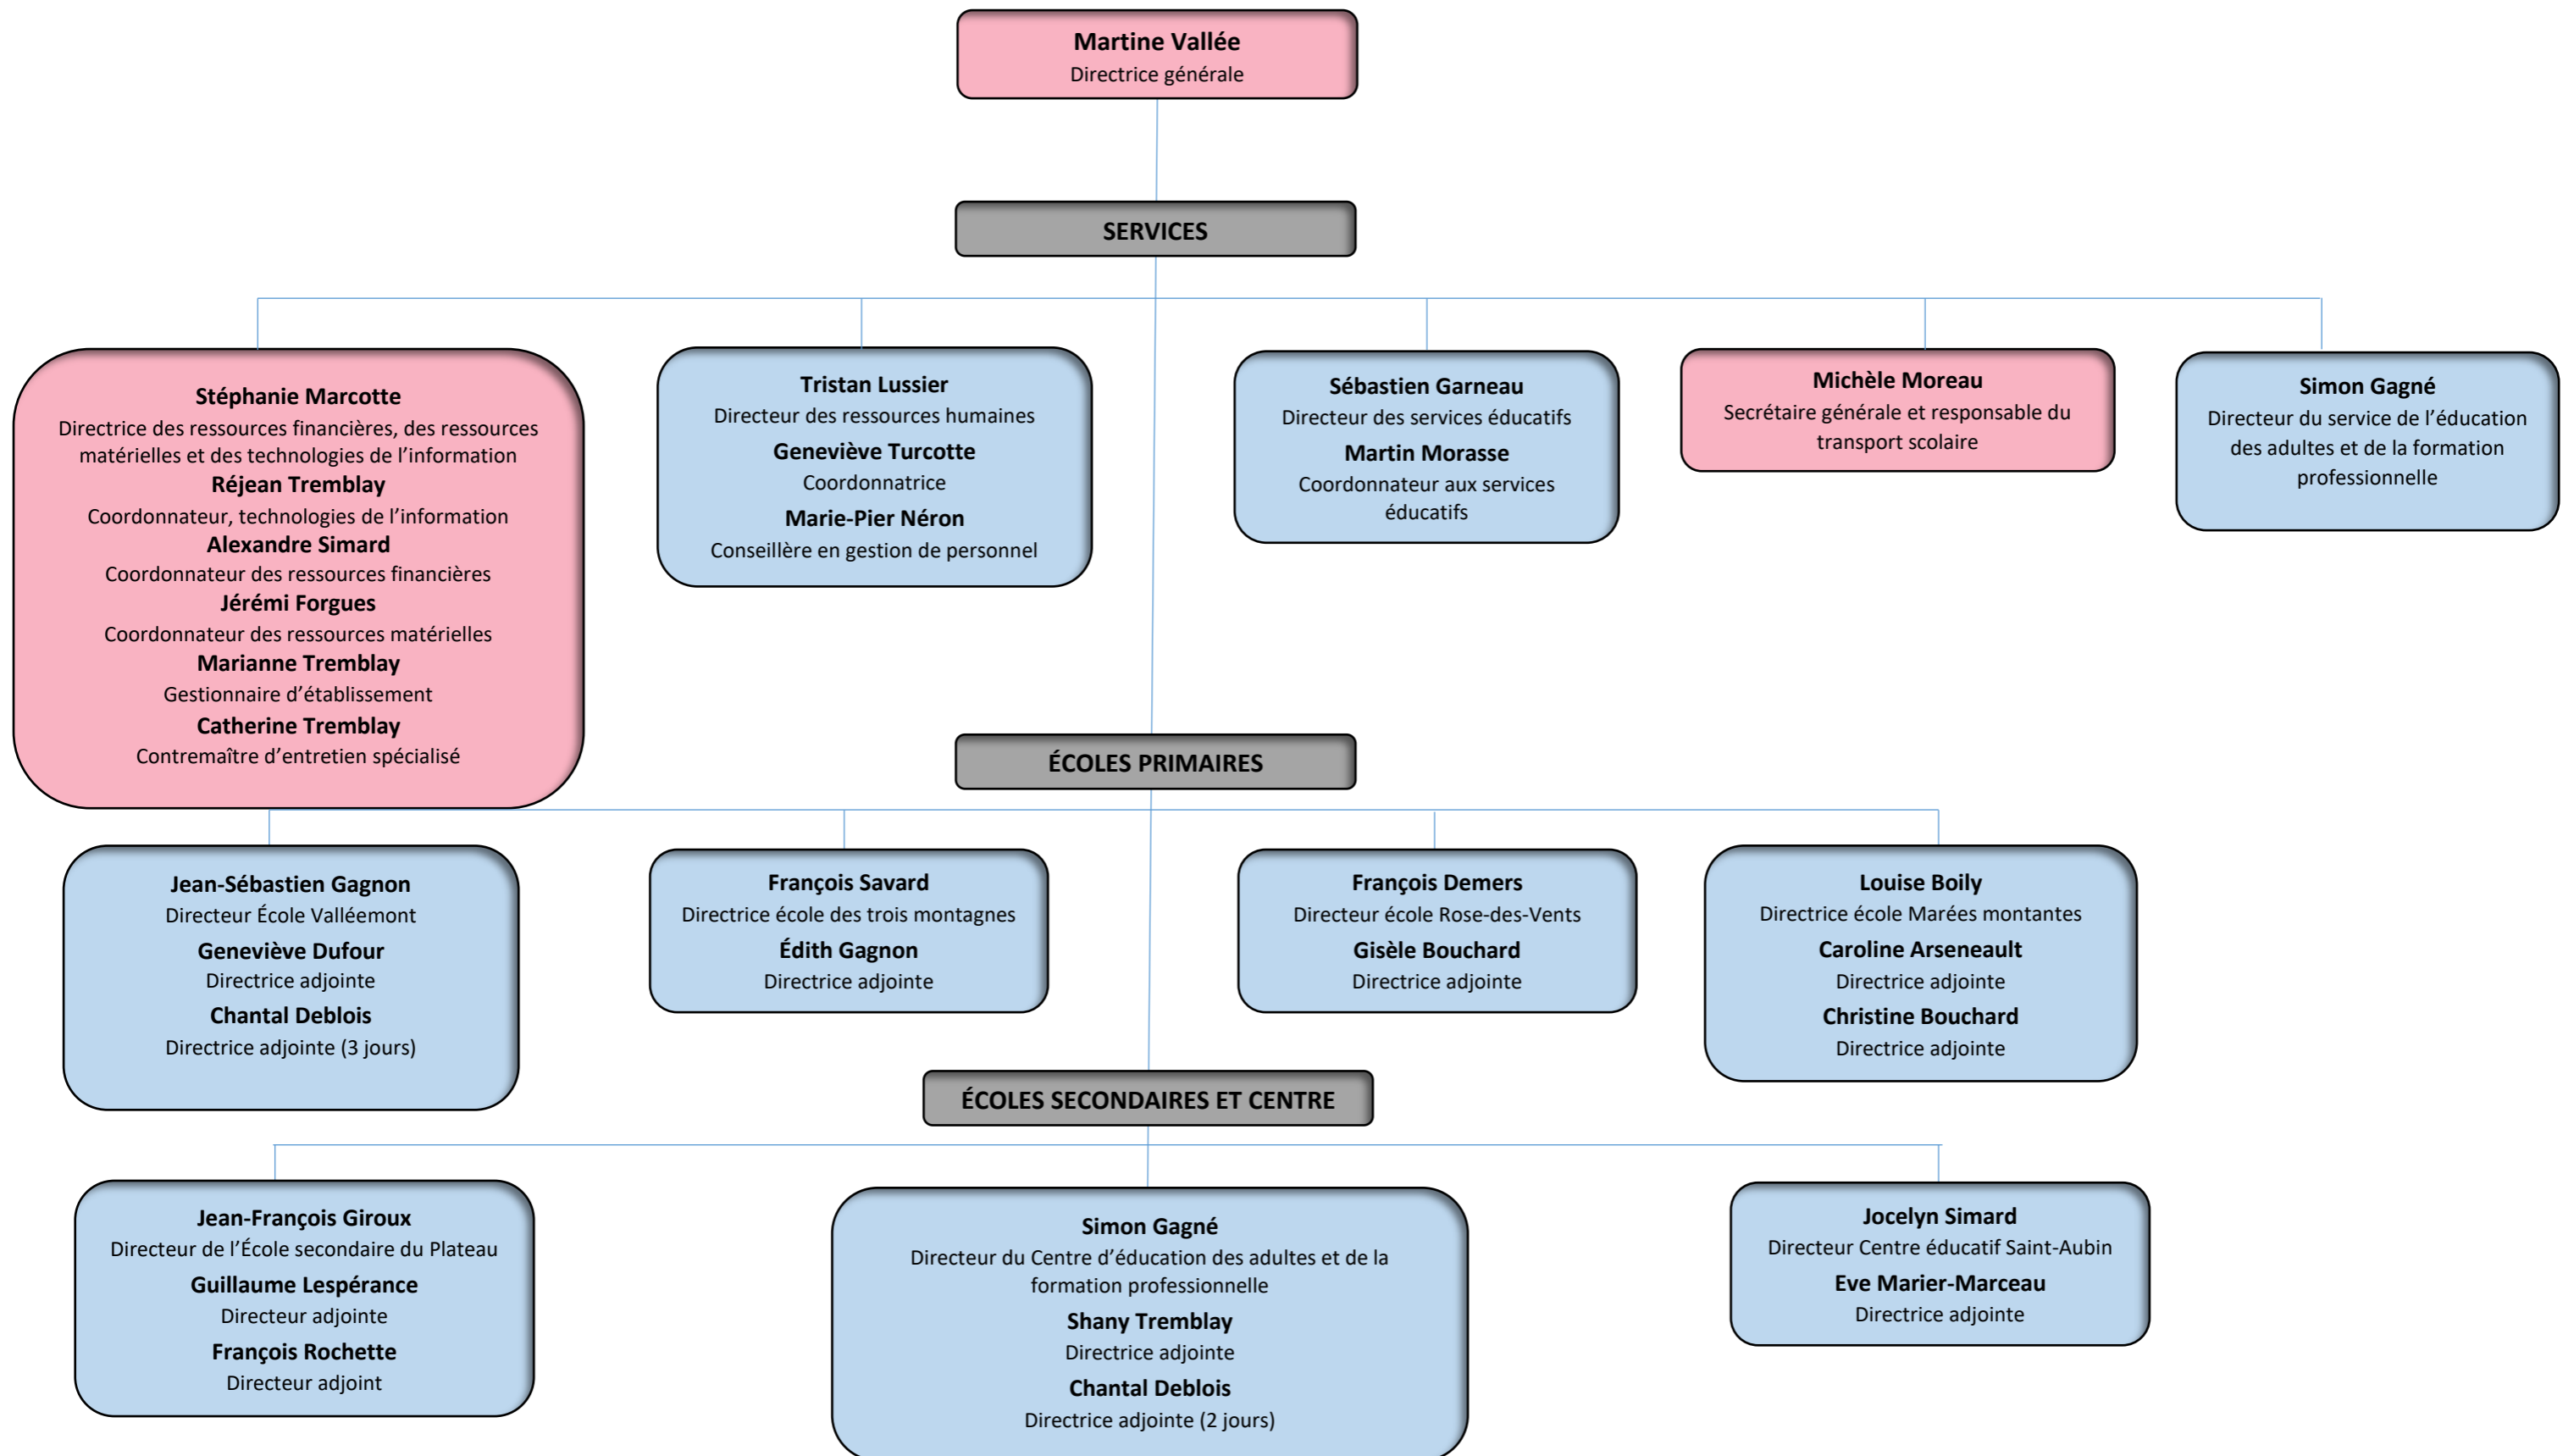 Martine Vallée
Directrice générale
SERVICES
Stéphanie Marcotte
Directrice des ressources financières, des ressources
matérielles et des technologies de l'information
Réjean Tremblay
Coordonnateur, technologies de l'information
Alexandre Simard
Coordonnateur des ressources financières
Jérémi Forgues
Coordonnateur des ressources matérielles
Marianne Tremblay
Gestionnaire d'établissement
Catherine Tremblay
Contremaître d'entretien spécialisé
Tristan Lussier
Directeur des ressources humaines
Geneviève Turcotte
Coordonnatrice
Marie-Pier Néron
Conseillère en gestion de personnel
Sébastien Garneau
Directeur des services éducatifs
Martin Morasse
Coordonnateur aux services
éducatifs
Michèle Moreau
Secrétaire générale et responsable du
transport scolaire
Simon Gagné
Directeur du service de l'éducation
des adultes et de la formation
professionnelle
ÉCOLES PRIMAIRES
Jean-Sébastien Gagnon
Directeur École Valléemont
Geneviève Dufour
Directrice adjointe
Chantal Deblois
Directrice adjointe (3 jours)
François Savard
Directrice école des trois montagnes
Édith Gagnon
Directrice adjointe
François Demers
Directeur école Rose-des-Vents
Gisèle Bouchard
Directrice adjointe
Louise Boily
Directrice école Marées montantes
Caroline Arseneault
Directrice adjointe
Christine Bouchard
Directrice adjointe
ÉCOLES SECONDAIRES ET CENTRE
Jean-François Giroux
Directeur de l'École secondaire du Plateau
Guillaume Lespérance
Directeur adjointe
François Rochette
Directeur adjoint
Simon Gagné
Directeur du Centre d'éducation des adultes et de la
formation professionnelle
Shany Tremblay
Directrice adjointe
Chantal Deblois
Directrice adjointe (2 jours)
Jocelyn Simard
Directeur Centre éducatif Saint-Aubin
Eve Marier-Marceau
Directrice adjointe